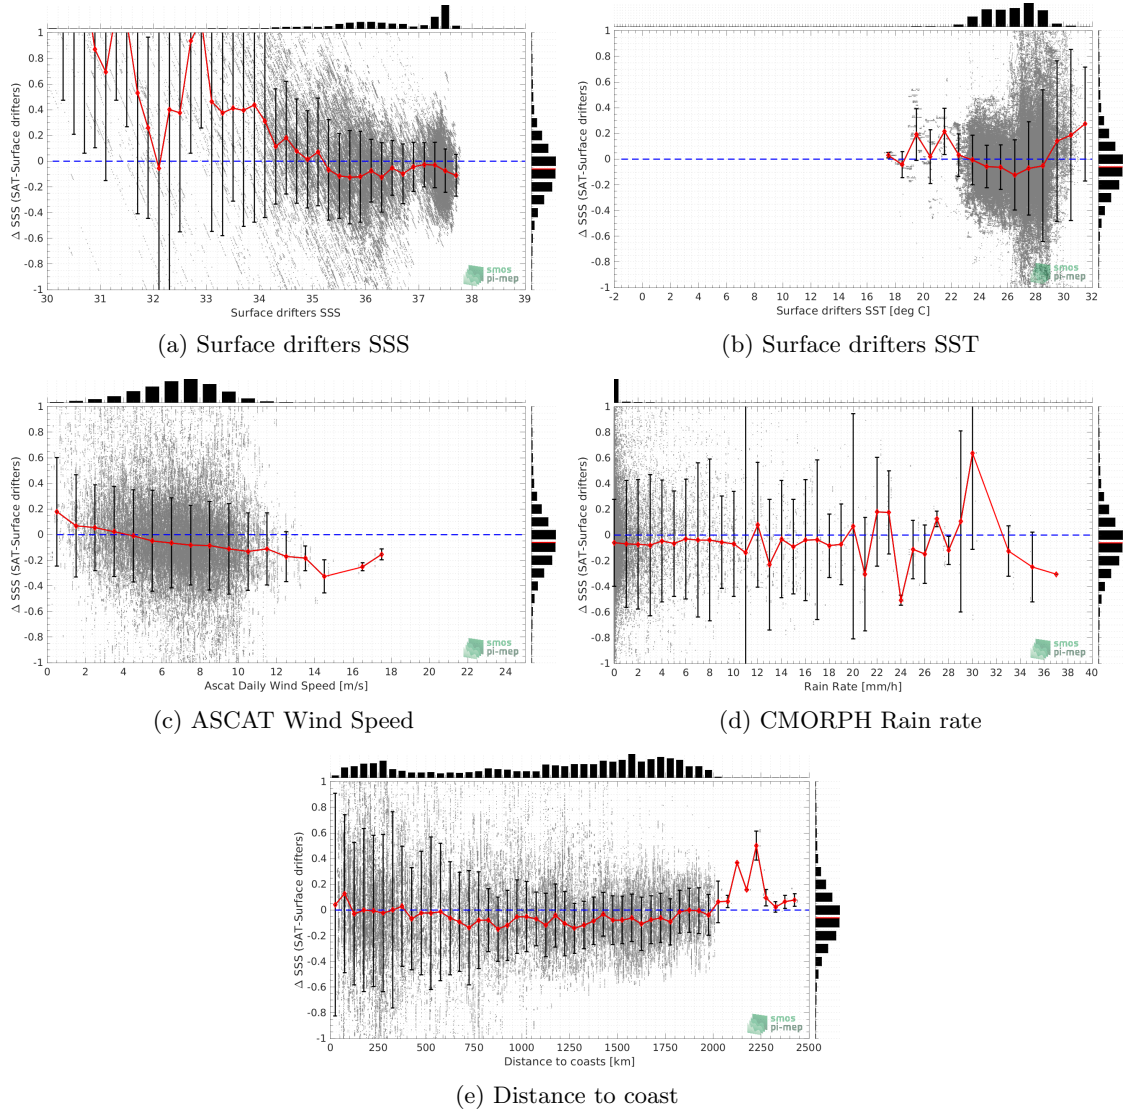 Δ SSS (SAT-Surface drifters)
1
0.8
0.6
0.4
0.2
0
-0.2
-0.4
-0.6
-0.8
-1
30 31 32 33 34 35 36 37 38 39
Surface drifters SSS
smos
pi-mep
(a) Surface drifters SSS
Δ SSS (SAT-Surface drifters)
1
0.8
0.6
0.4
0.2
0
-0.2
-0.4
-0.6
-0.8
-1
-2 0 2 4 6 8 10 12 14 16 18 20 22 24 26 28 30 32
Surface drifters SST [deg C]
smos
pi-mep
(b) Surface drifters SST
Δ SSS (SAT-Surface drifters)
1
0.8
0.6
0.4
0.2
0
-0.2
-0.4
-0.6
-0.8
-1
0 2 4 6 8 10 12 14 16 18 20 22 24
Ascat Daily Wind Speed [m/s]
smos
pi-mep
(c) ASCAT Wind Speed
Δ SSS (SAT-Surface drifters)
1
0.8
0.6
0.4
0.2
0
-0.2
-0.4
-0.6
-0.8
-1
0 2 4 6 8 10 12 14 16 18 20 22 24 26 28 30 32 34 36 38 40
Rain Rate [mm/h]
smos
pi-mep
(d) CMORPH Rain rate
Δ SSS (SAT-Surface drifters)
1
0.8
0.6
0.4
0.2
0
-0.2
-0.4
-0.6
-0.8
-1
0 250 500 750 1000 1250 1500 1750 2000 2250 2500
Distance to coasts [km]
smos
pi-mep
(e) Distance to coast